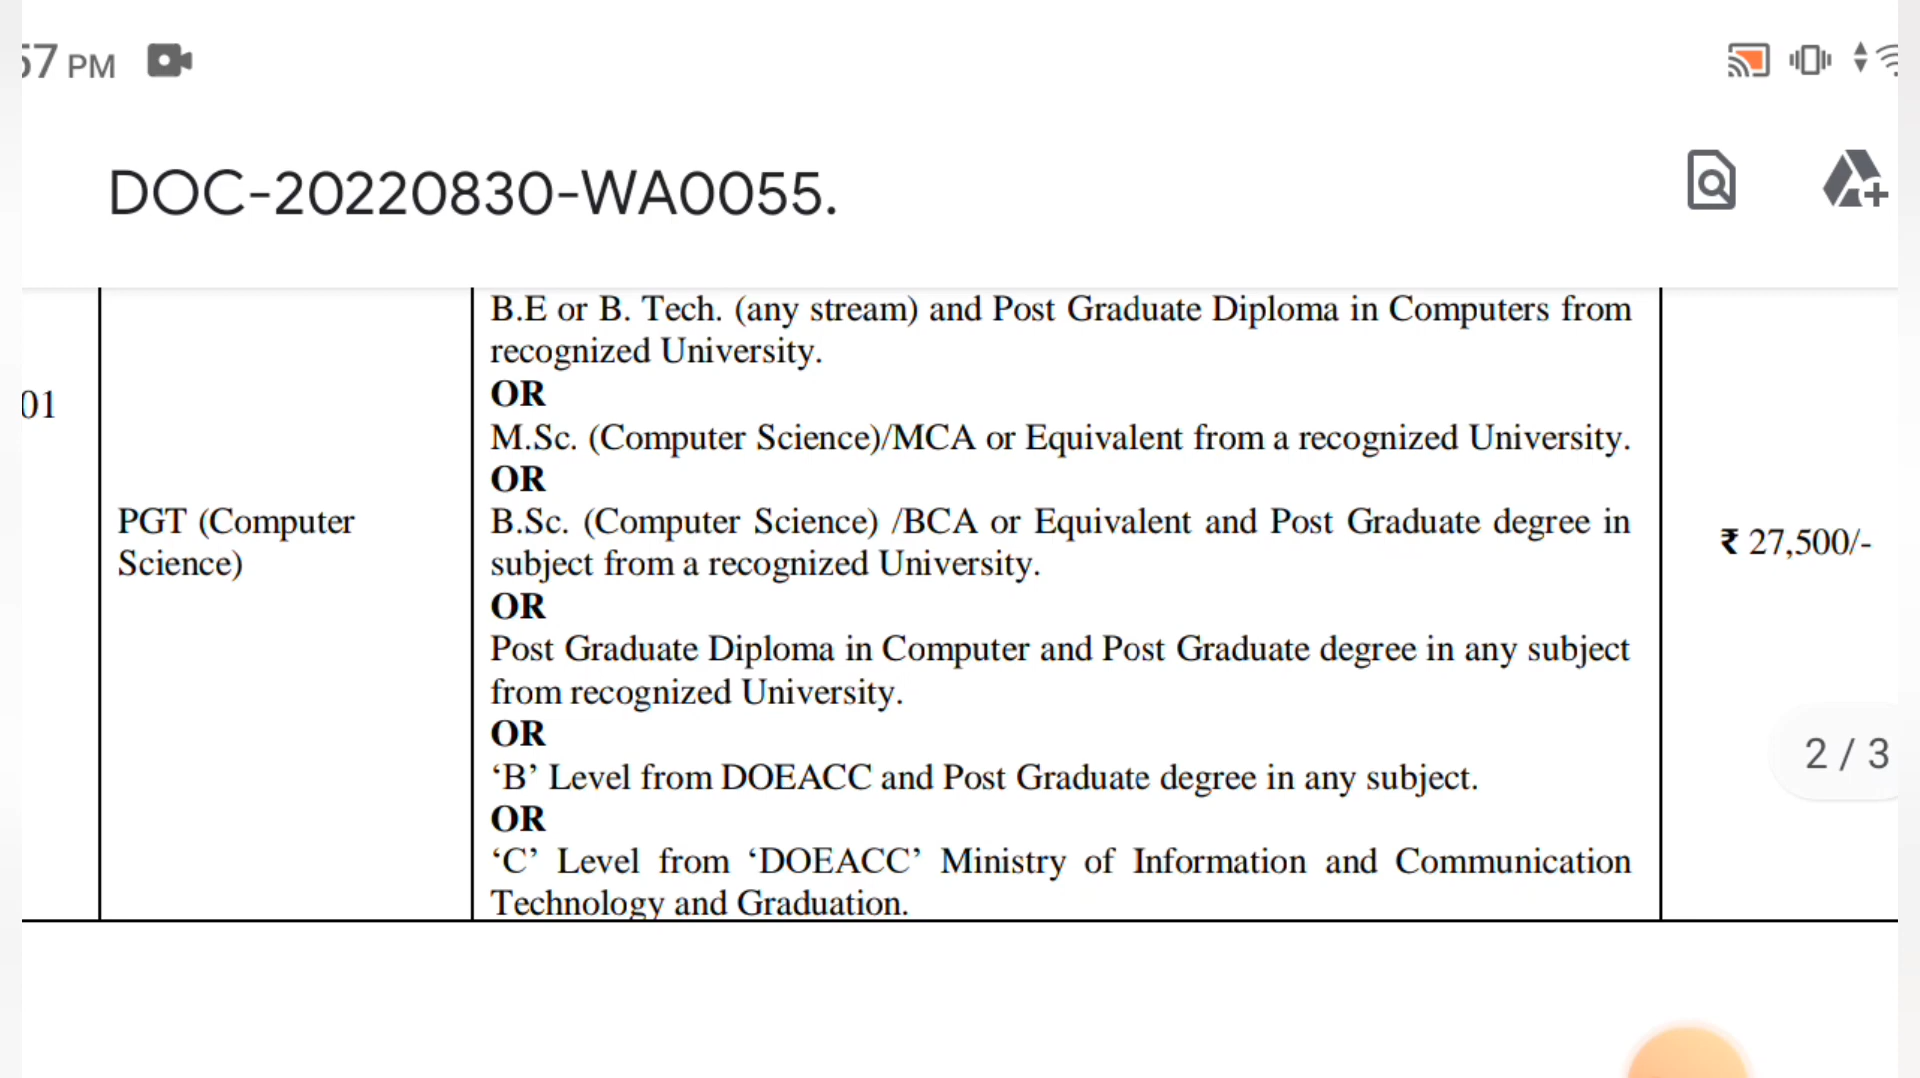 57 PM
DOC-20220830-WA0055.
B.E or B. Tech. (any stream) and Post Graduate Diploma in Computers from
recognized University.
OR
01
M.Sc. (Computer Science)/MCA or Equivalent from a recognized University.
OR
PGT (Computer
Science)
B.Sc. (Computer Science) /BCA or Equivalent and Post Graduate degree in
subject from a recognized University.
₹ 27,500/-
OR
Post Graduate Diploma in Computer and Post Graduate degree in any subject
from recognized University.
OR
2 / 3
‘B’ Level from DOEACC and Post Graduate degree in any subject.
OR
‘C’ Level from ‘DOEACC’ Ministry of Information and Communication
Technology and Graduation.